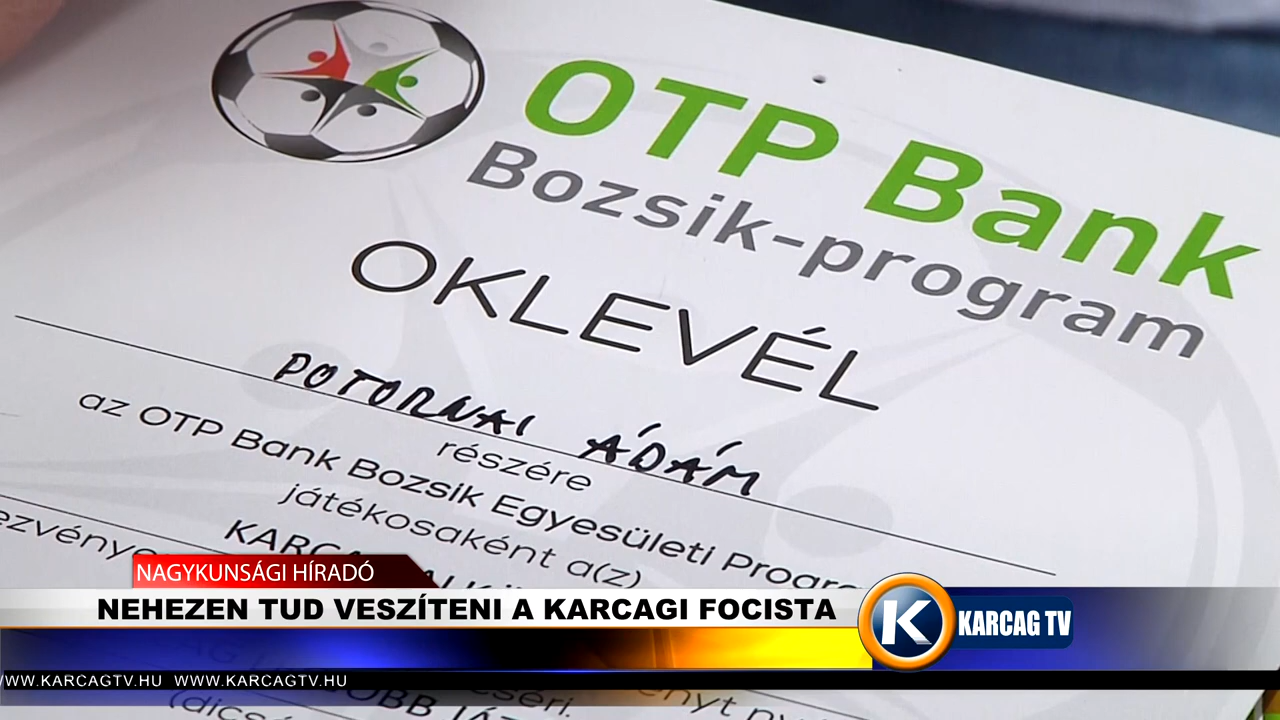 OTP Bank
Bozsik-program
OKLEVÉL
POTORNAI ÁDÁM
részére
az OTP Bank Bozsik Egyesületi Progra
játékosaként a(z)
NAGYKUNSÁGI HÍRADÓ
NEHEZEN TUD VESZÍTENI A KARCAGI FOCISTA
K KARCAG TV
WWW.KARCAGTV.HU WWW.KARCAGTV.HU